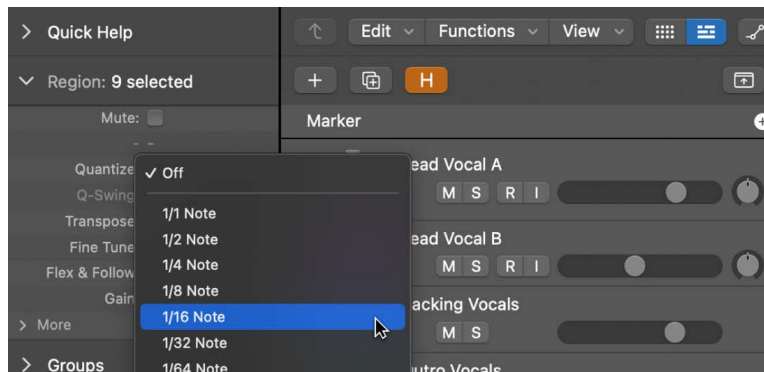 Quick Help
Edit Functions View
Region: 9 selected
H
Mute:
Marker
Quantize
Off
ead Vocal A
Q-Swing
M S R I
Transpose
1/1 Note
Fine Tune
1/2 Note
ead Vocal B
Flex & Follow
1/4 Note
M S R I
Gain
1/8 Note
acking Vocals
More
1/16 Note
M S
1/32 Note
Groups
1/64 Note
utro Vocals